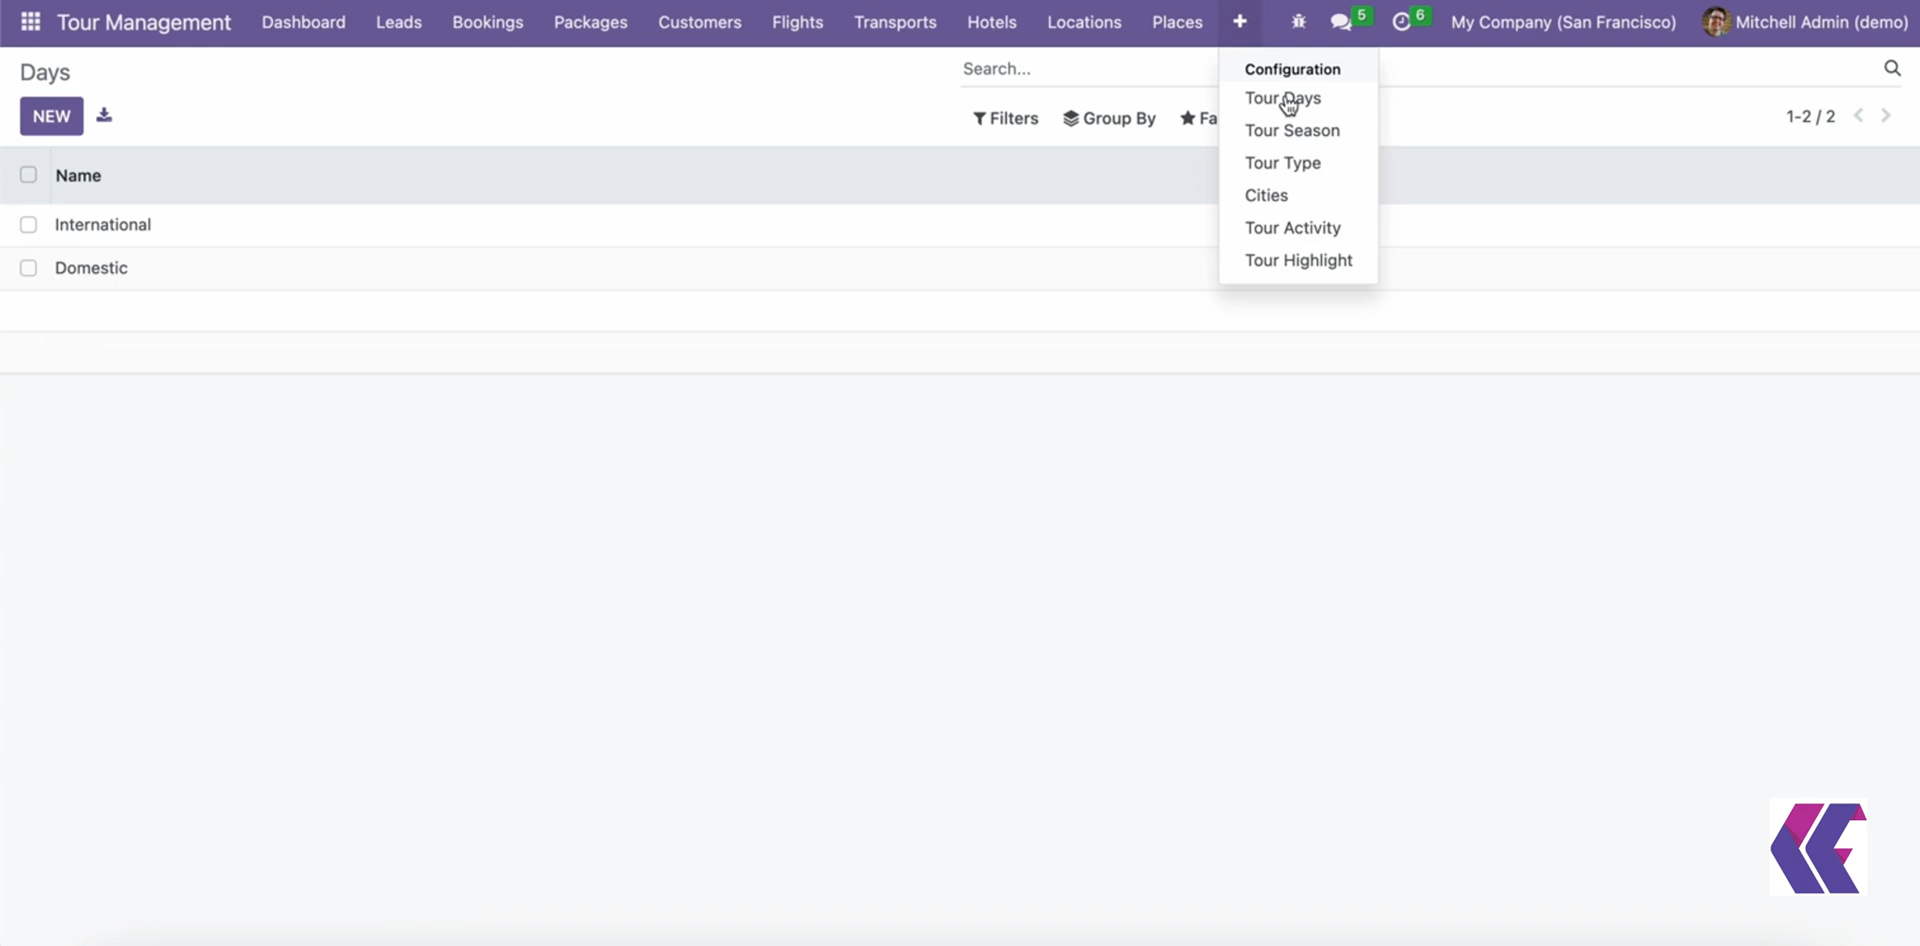 Tour Management Dashboard Leads Bookings Packages Customers Flights Transports Hotels Locations Places 5 6 My Company (San Francisco) Mitchell Admin (demo)
Days
Search...
NEW
Filters Group By Fa
1-2 / 2
Configuration
Tour Days
Tour Season
Tour Type
Cities
Tour Activity
Tour Highlight
Name
International
Domestic